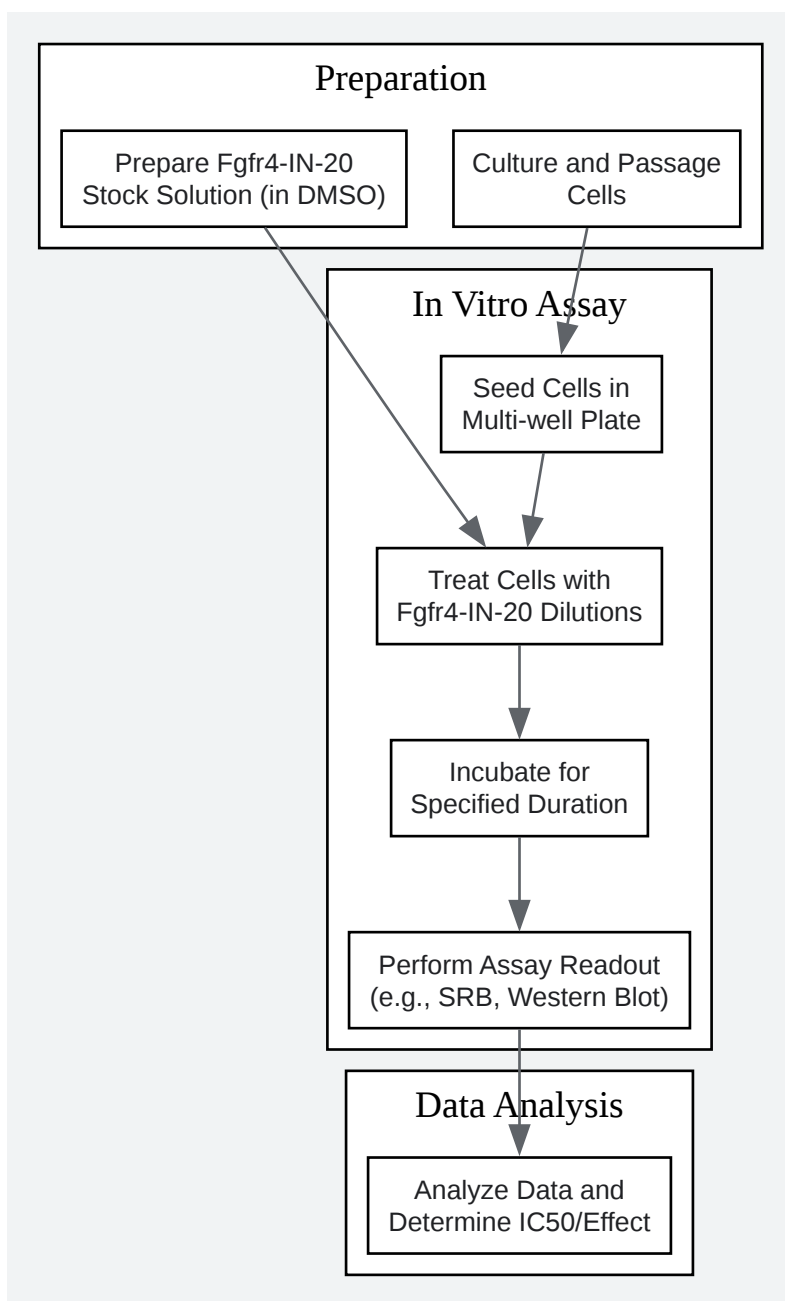 Preparation
Prepare Fgfr4-IN-20
Stock Solution (in DMSO)
Culture and Passage
Cells
In Vitro Assay
Seed Cells in
Multi-well Plate
Treat Cells with
Fgfr4-IN-20 Dilutions
Incubate for
Specified Duration
Perform Assay Readout
(e.g., SRB, Western Blot)
Data Analysis
Analyze Data and
Determine IC50/Effect